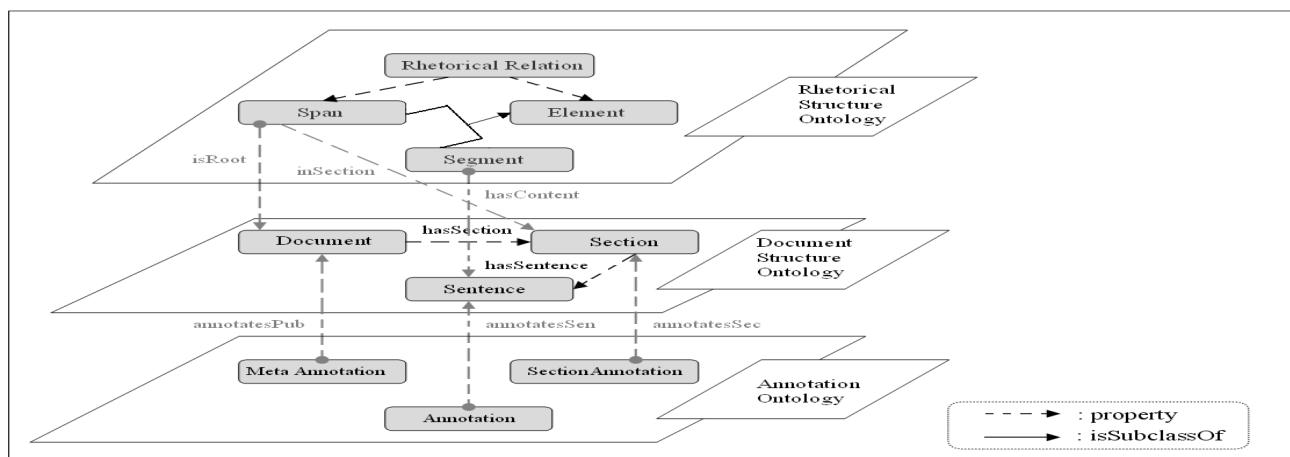 Rhetorical Relation
Span
Element
Rhetorical
Structure
Ontology
Segment
isRoot
inSection
hasContent
Document
hasSection
Section
Document
Structure
Ontology
hasSentence
Sentence
annotatesPub
annotatesSen
annotatesSec
Meta Annotation
SectionAnnotation
Annotation
Ontology
Annotation
: property
: isSubclassOf